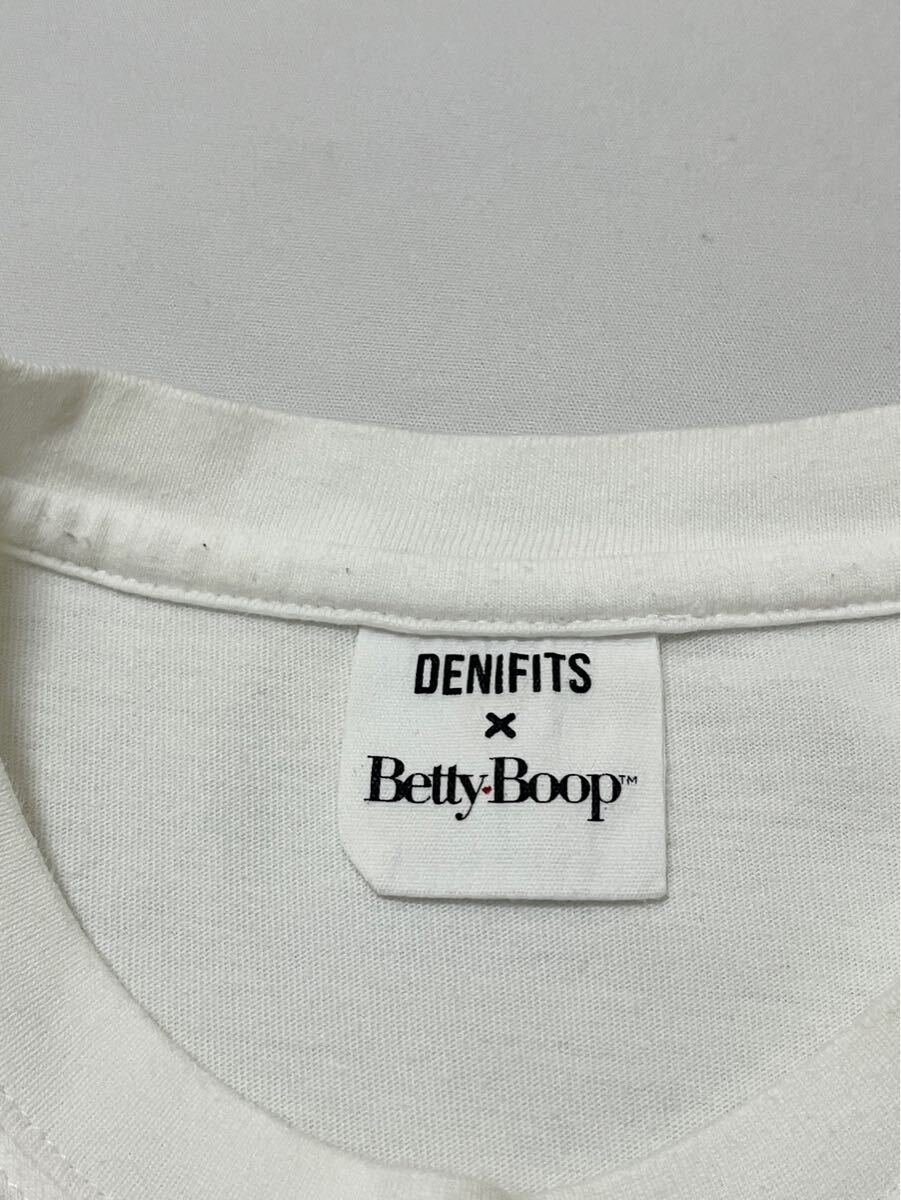 DENIFITS
×
Betty Boop™